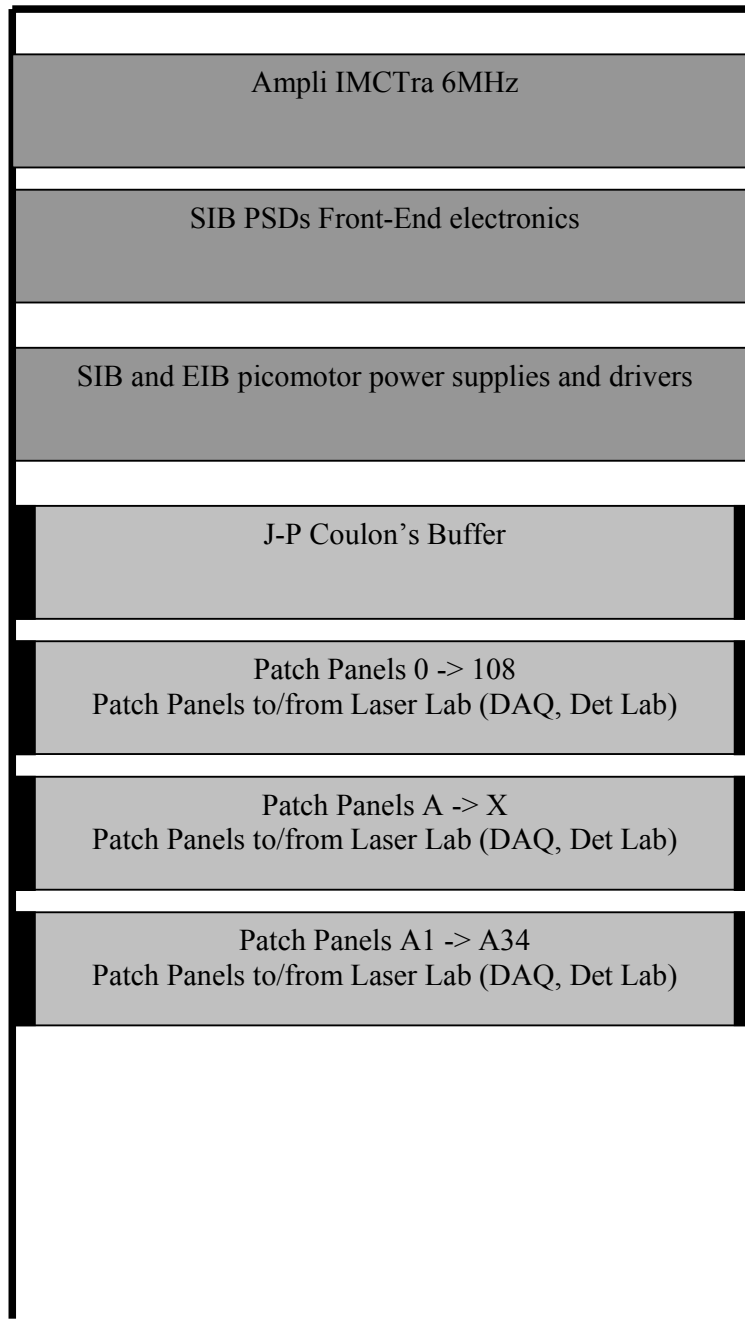 Ampli IMCTra 6MHz
SIB PSDs Front-End electronics
SIB and EIB picomotor power supplies and drivers
J-P Coulon’s Buffer
Patch Panels 0 -> 108
Patch Panels to/from Laser Lab (DAQ, Det Lab)
Patch Panels A -> X
Patch Panels to/from Laser Lab (DAQ, Det Lab)
Patch Panels A1 -> A34
Patch Panels to/from Laser Lab (DAQ, Det Lab)